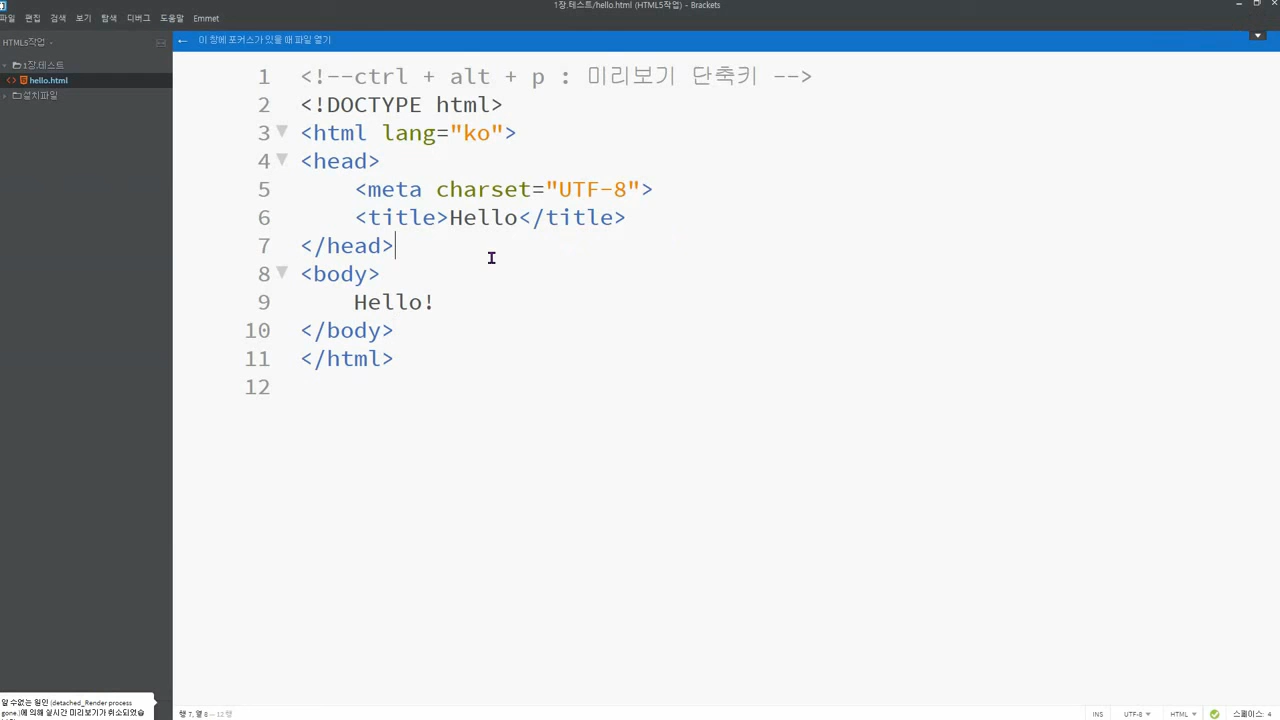 1장.테스트/hello.html (HTML5작업) - Brackets
파일 편집 검색 보기 탐색 디버그 도움말 Emmet
HTML5작업
이 창에 포커스가 있을 때 파일 열기
1장.테스트
hello.html
설치파일
1 <!--ctrl + alt + p : 미리보기 단축키 -->
2 <!DOCTYPE html>
3 <html lang="ko">
4 <head>
5 <meta charset="UTF-8">
6 <title>Hello</title>
7 </head>
8 <body>
9 Hello!
10 </body>
11 </html>
12
알 수없는 원인 (detached_Render process
gone.)에 의해 실시간 미리보기가 취소되었습
행 7, 열 8 — 12 행
INS UTF-8 HTML 스페이스: 4